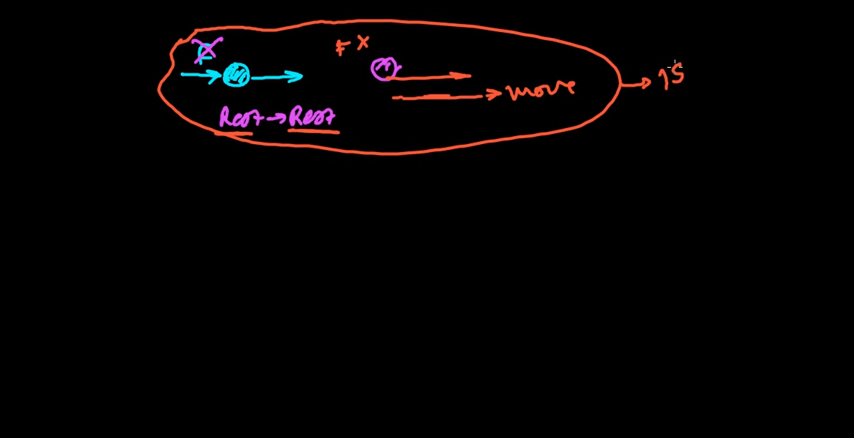 F
F X
m
move
Rest → Rest
→ 1S